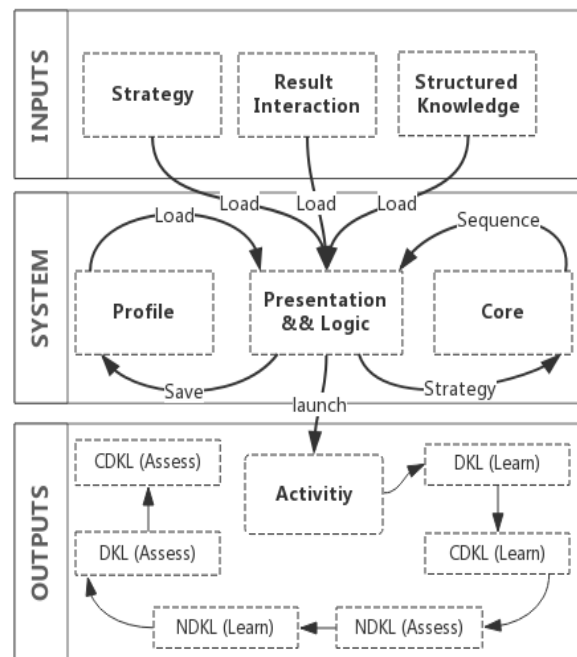 INPUTS
Strategy
Result
Interaction
Structured
Knowledge
Load
Load
Load
SYSTEM
Load
Sequence
Profile
Presentation
&& Logic
Core
Save
Strategy
launch
OUTPUTS
CDKL (Assess)
Activitiy
DKL (Learn)
DKL (Assess)
CDKL (Learn)
NDKL (Learn)
NDKL (Assess)